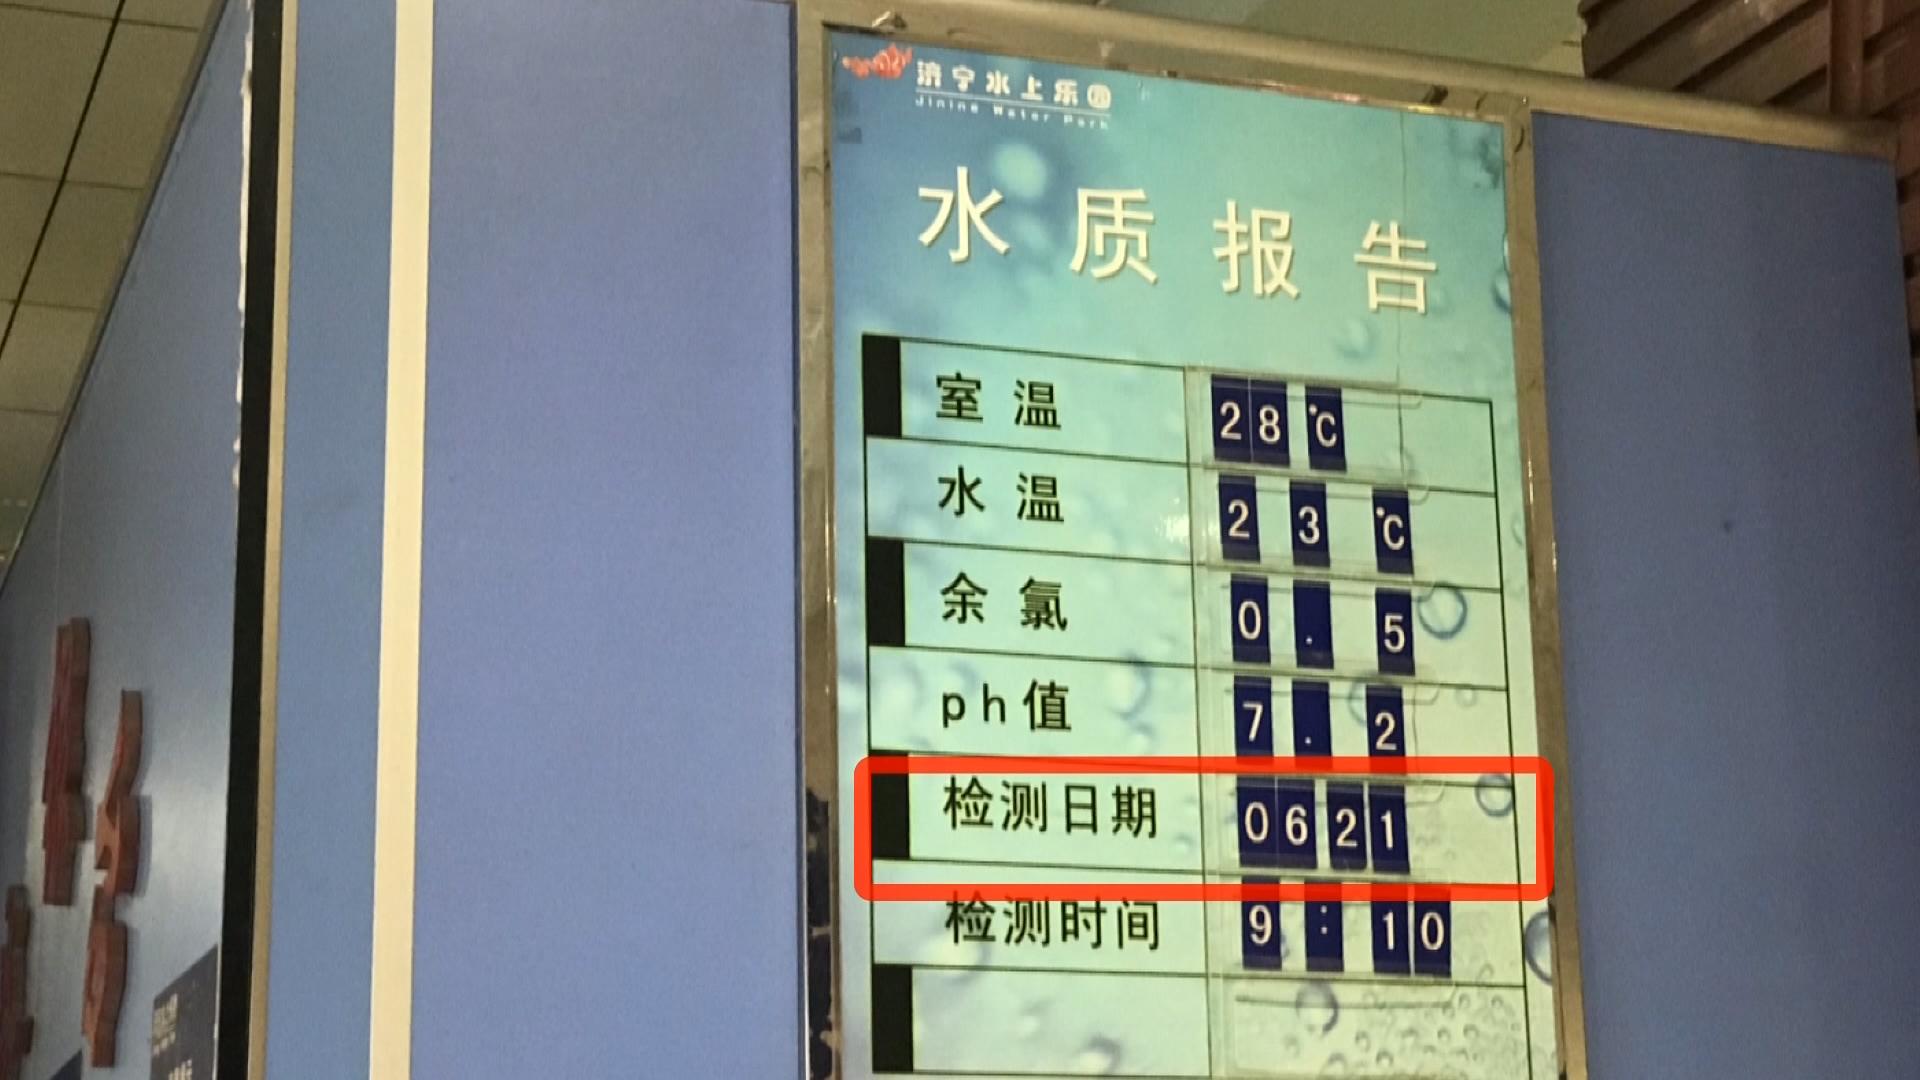 济宁水上乐园
Jining Water Park
水质报告
室温 28℃
水温 23℃
余氯 0.5
ph值 7.2
检测日期 0621
检测时间 9:10